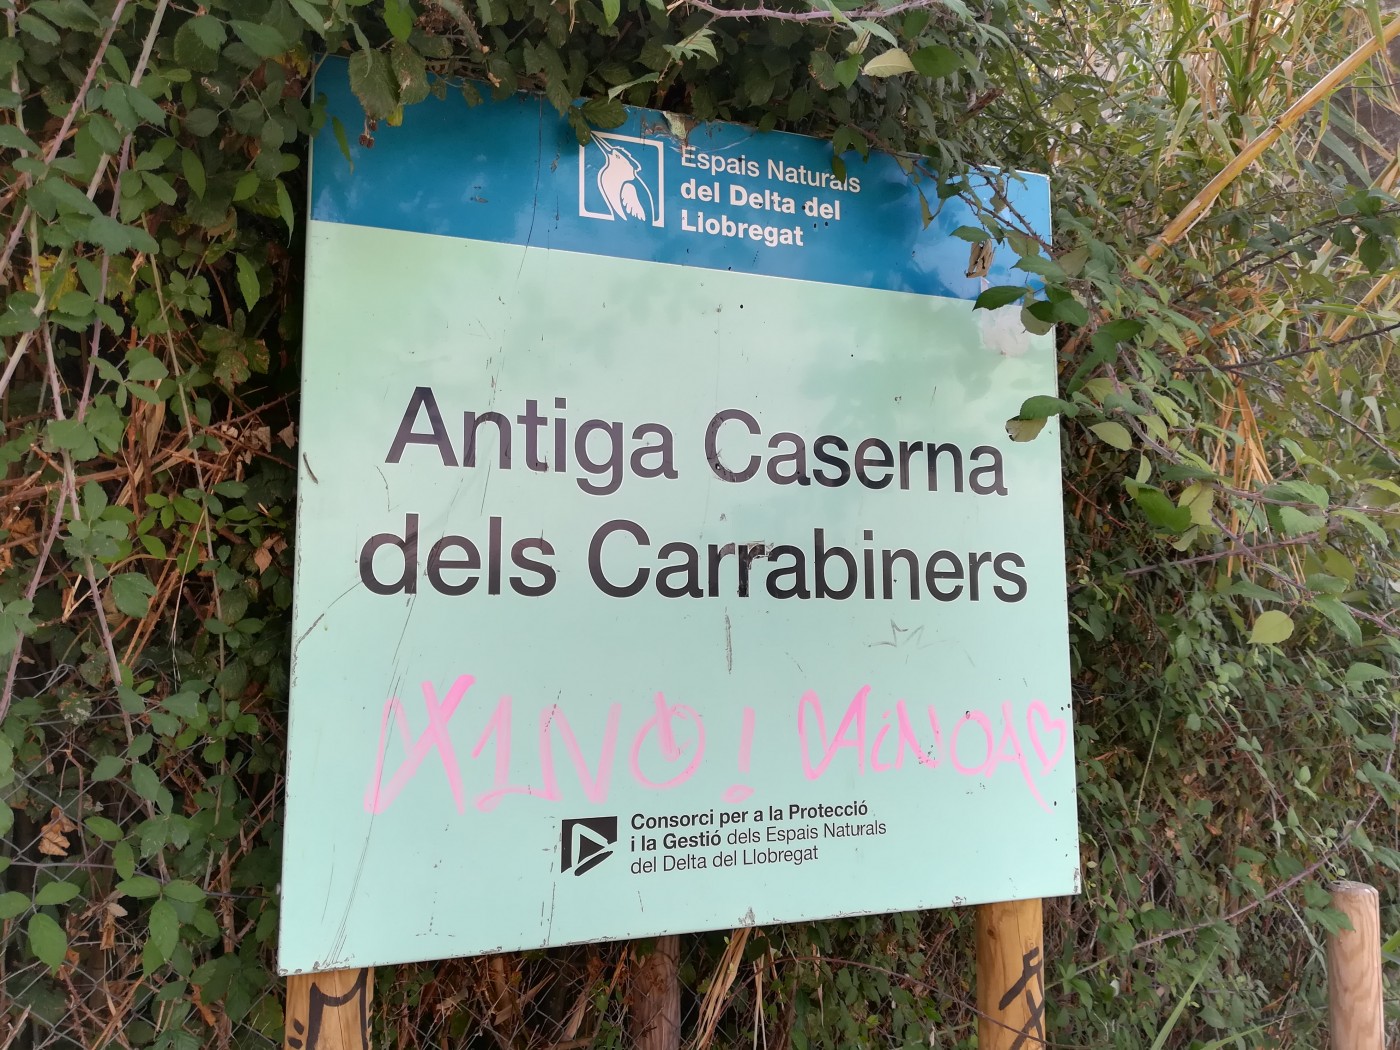 Espais Naturals
del Delta del
Llobregat
Antiga Caserna
dels Carrabiners
Consorci per a la Protecció
i la Gestió dels Espais Naturals
del Delta del Llobregat